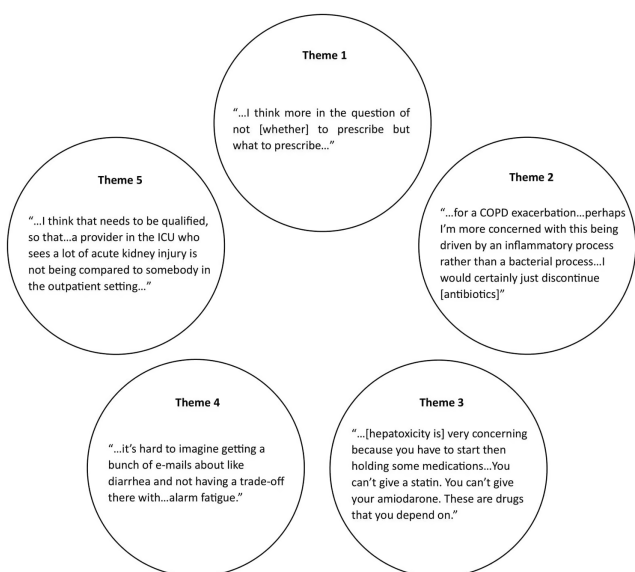 Theme 1
“...I think more in the question of
not [whether] to prescribe but
what to prescribe...”
Theme 2
“...for a COPD exacerbation...perhaps
I’m more concerned with this being
driven by an inflammatory process
rather than a bacterial process...I
would certainly just discontinue
[antibiotics]”
Theme 3
“...[hepatoxicity is] very concerning
because you have to start then
holding some medications...You
can’t give a statin. You can’t give
your amiodarone. These are drugs
that you depend on.”
Theme 4
“...it’s hard to imagine getting a
bunch of e-mails about like
diarrhea and not having a trade-off
there with...alarm fatigue.”
Theme 5
“...I think that needs to be qualified,
so that...a provider in the ICU who
sees a lot of acute kidney injury is
not being compared to somebody in
the outpatient setting...”